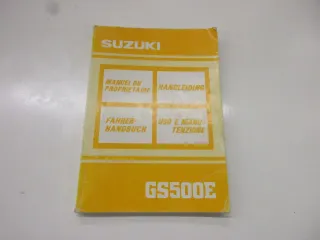 SUZUKI
MANUEL DU
PROPRIETAIRE
HANDLEIDING
FAHRER-
HANDBUCH
USO E MANU-
TENZIONE
GS500E